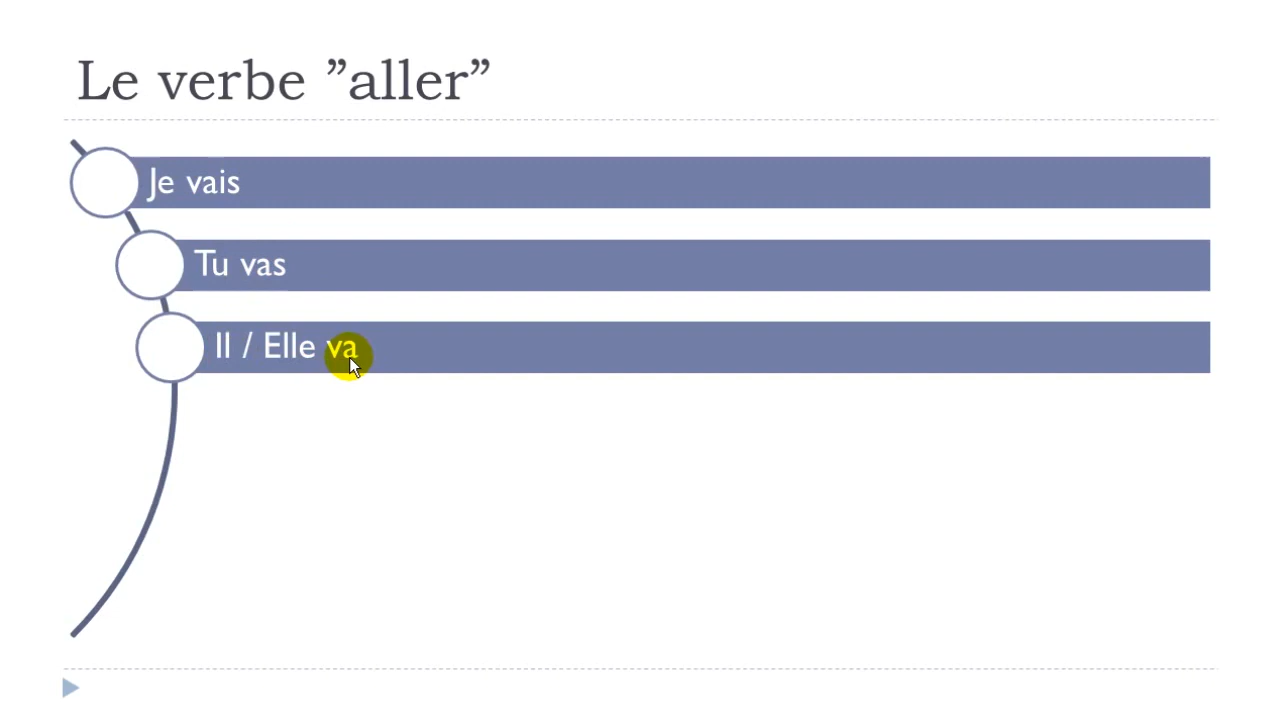 Le verbe ”aller”
Je vais
Tu vas
Il / Elle va